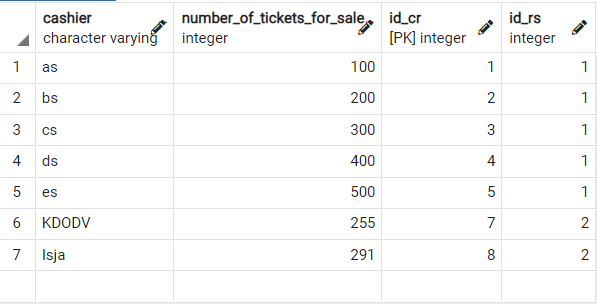 cashier number_of_tickets_for_sale id_cr id_rs
character varying integer [PK] integer integer
1 as 100 1 1
2 bs 200 2 1
3 cs 300 3 1
4 ds 400 4 1
5 es 500 5 1
6 KDODV 255 7 2
7 lsja 291 8 2